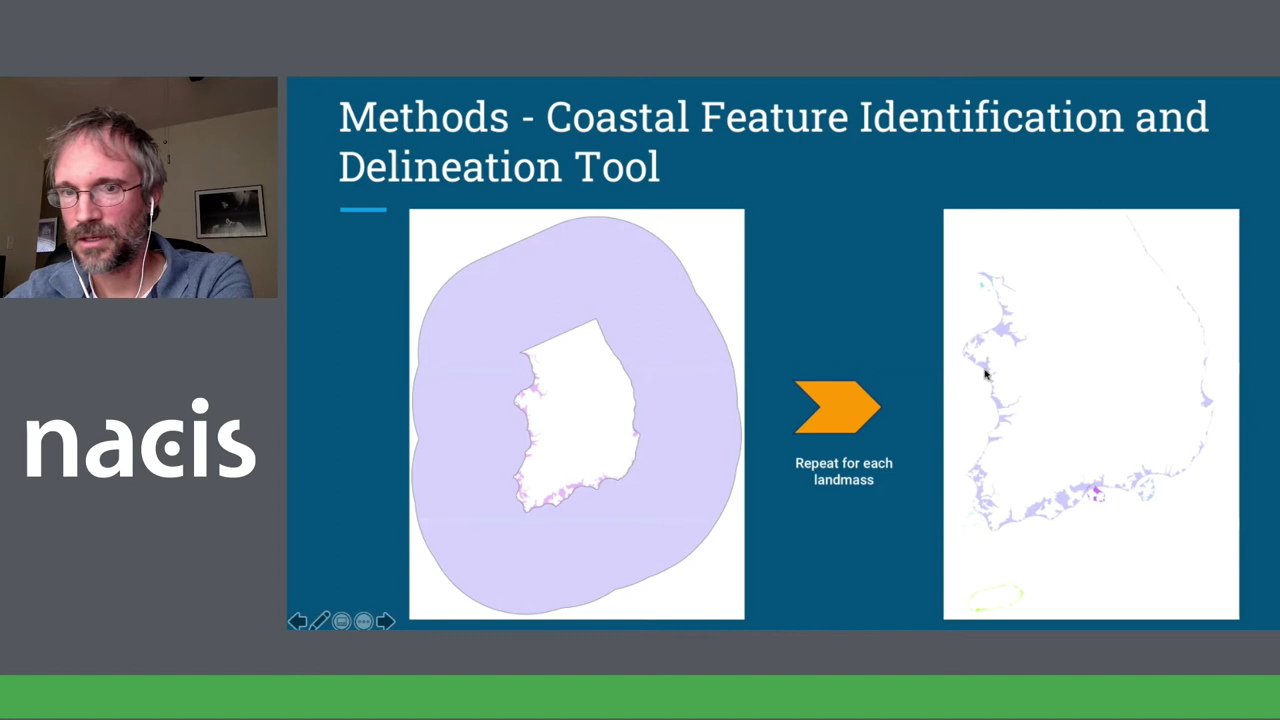 Methods - Coastal Feature Identification and
Delineation Tool
Repeat for each
landmass
nacis